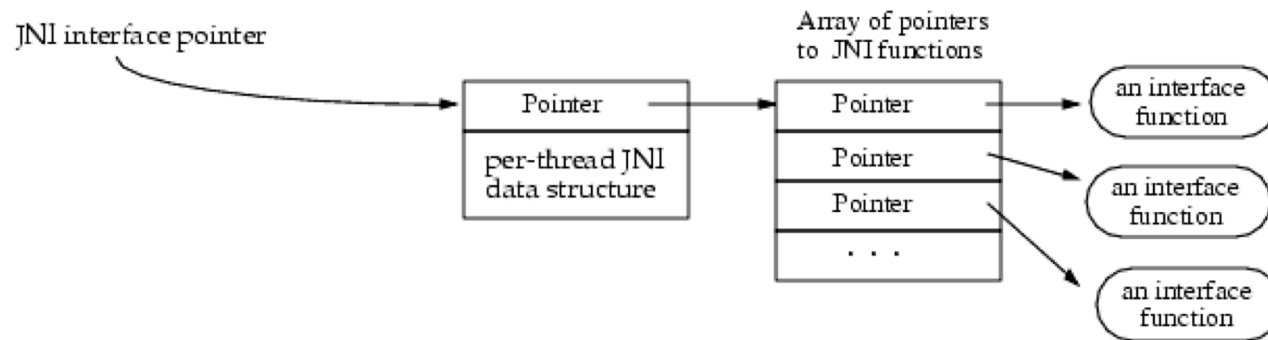 JNI interface pointer
Array of pointers
to JNI functions
Pointer
per-thread JNI
data structure
Pointer
Pointer
Pointer
. . .
an interface
function
an interface
function
an interface
function